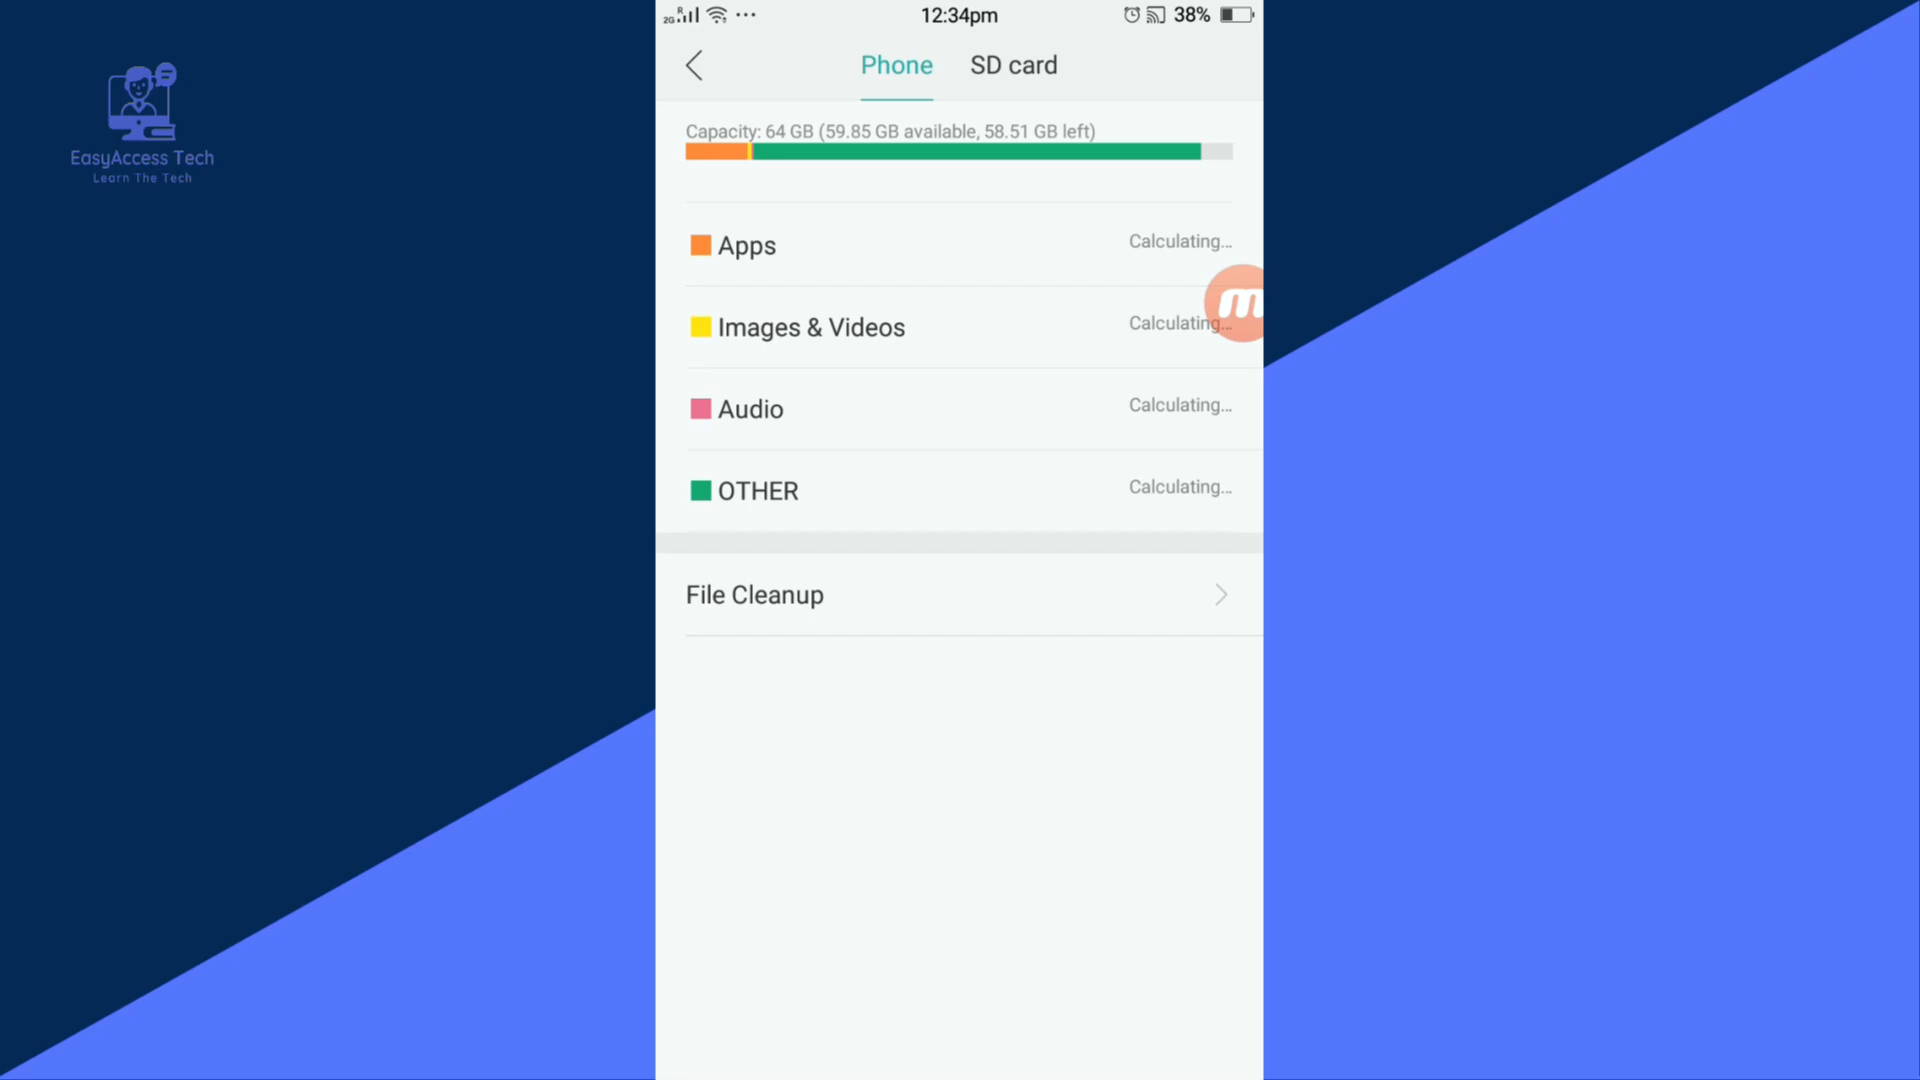 2G R 12:34pm 38%
EasyAccess Tech
Learn The Tech
Phone SD card
Capacity: 64 GB (59.85 GB available, 58.51 GB left)
Apps Calculating...
Images & Videos Calculating...
Audio Calculating...
OTHER Calculating...
File Cleanup